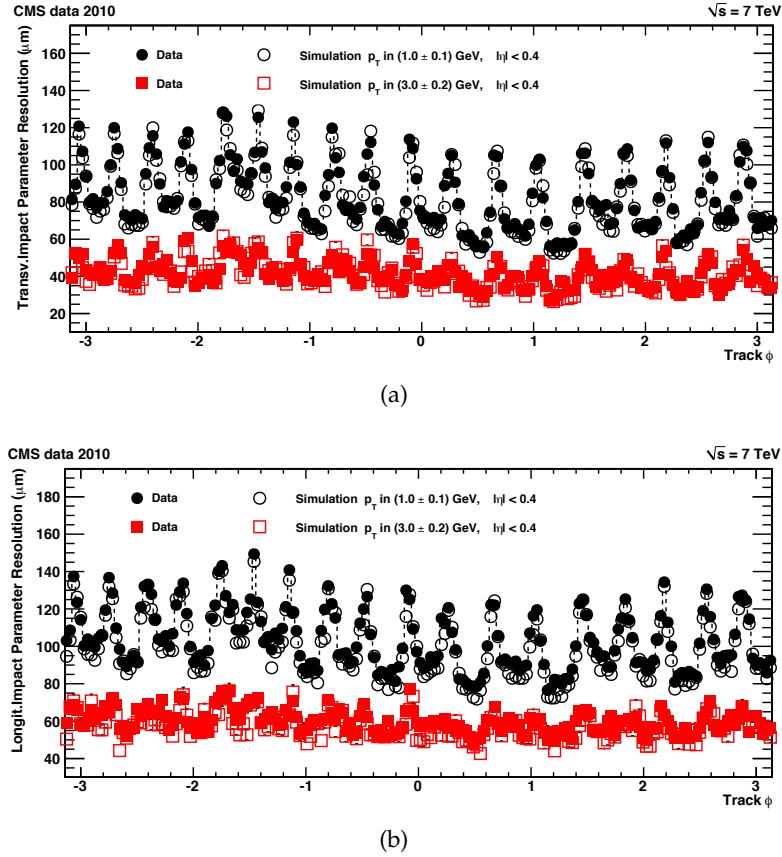 CMS data 2010 √s = 7 TeV
Transv.Impact Parameter Resolution (μm)
160
140
120
100
80
60
40
20
Data Simulation pT in (1.0 ± 0.1) GeV, |η| < 0.4
Data Simulation pT in (3.0 ± 0.2) GeV, |η| < 0.4
-3 -2 -1 0 1 2 3
Track ϕ
(a)
CMS data 2010 √s = 7 TeV
Longit.Impact Parameter Resolution (μm)
180
160
140
120
100
80
60
40
Data Simulation pT in (1.0 ± 0.1) GeV, |η| < 0.4
Data Simulation pT in (3.0 ± 0.2) GeV, |η| < 0.4
-3 -2 -1 0 1 2 3
Track ϕ
(b)